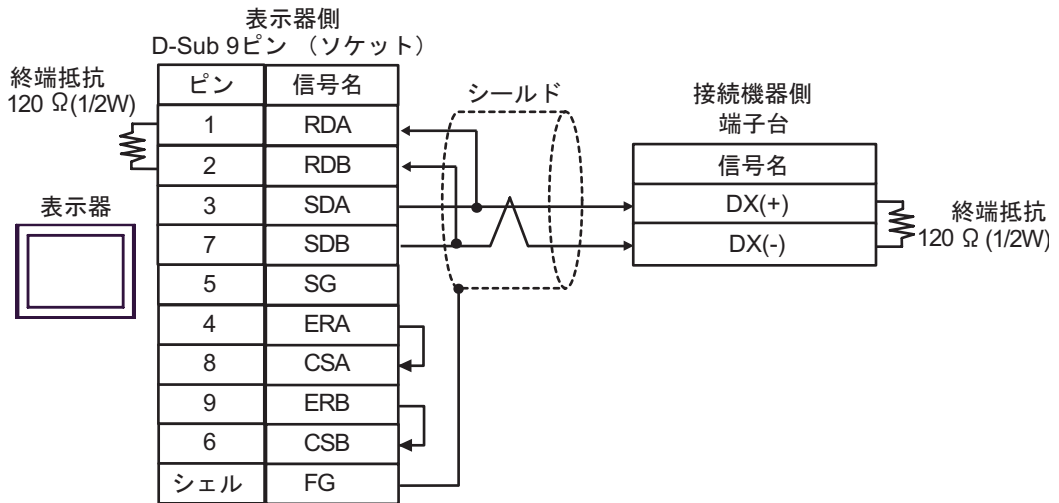 表示器側
D-Sub 9ピン （ソケット）
終端抵抗
120 Ω(1/2W)
ピン 信号名
1 RDA
2 RDB
3 SDA
7 SDB
5 SG
4 ERA
8 CSA
9 ERB
6 CSB
シェル FG
表示器
シールド
接続機器側
端子台
信号名
DX(+)
DX(-)
終端抵抗
120 Ω (1/2W)